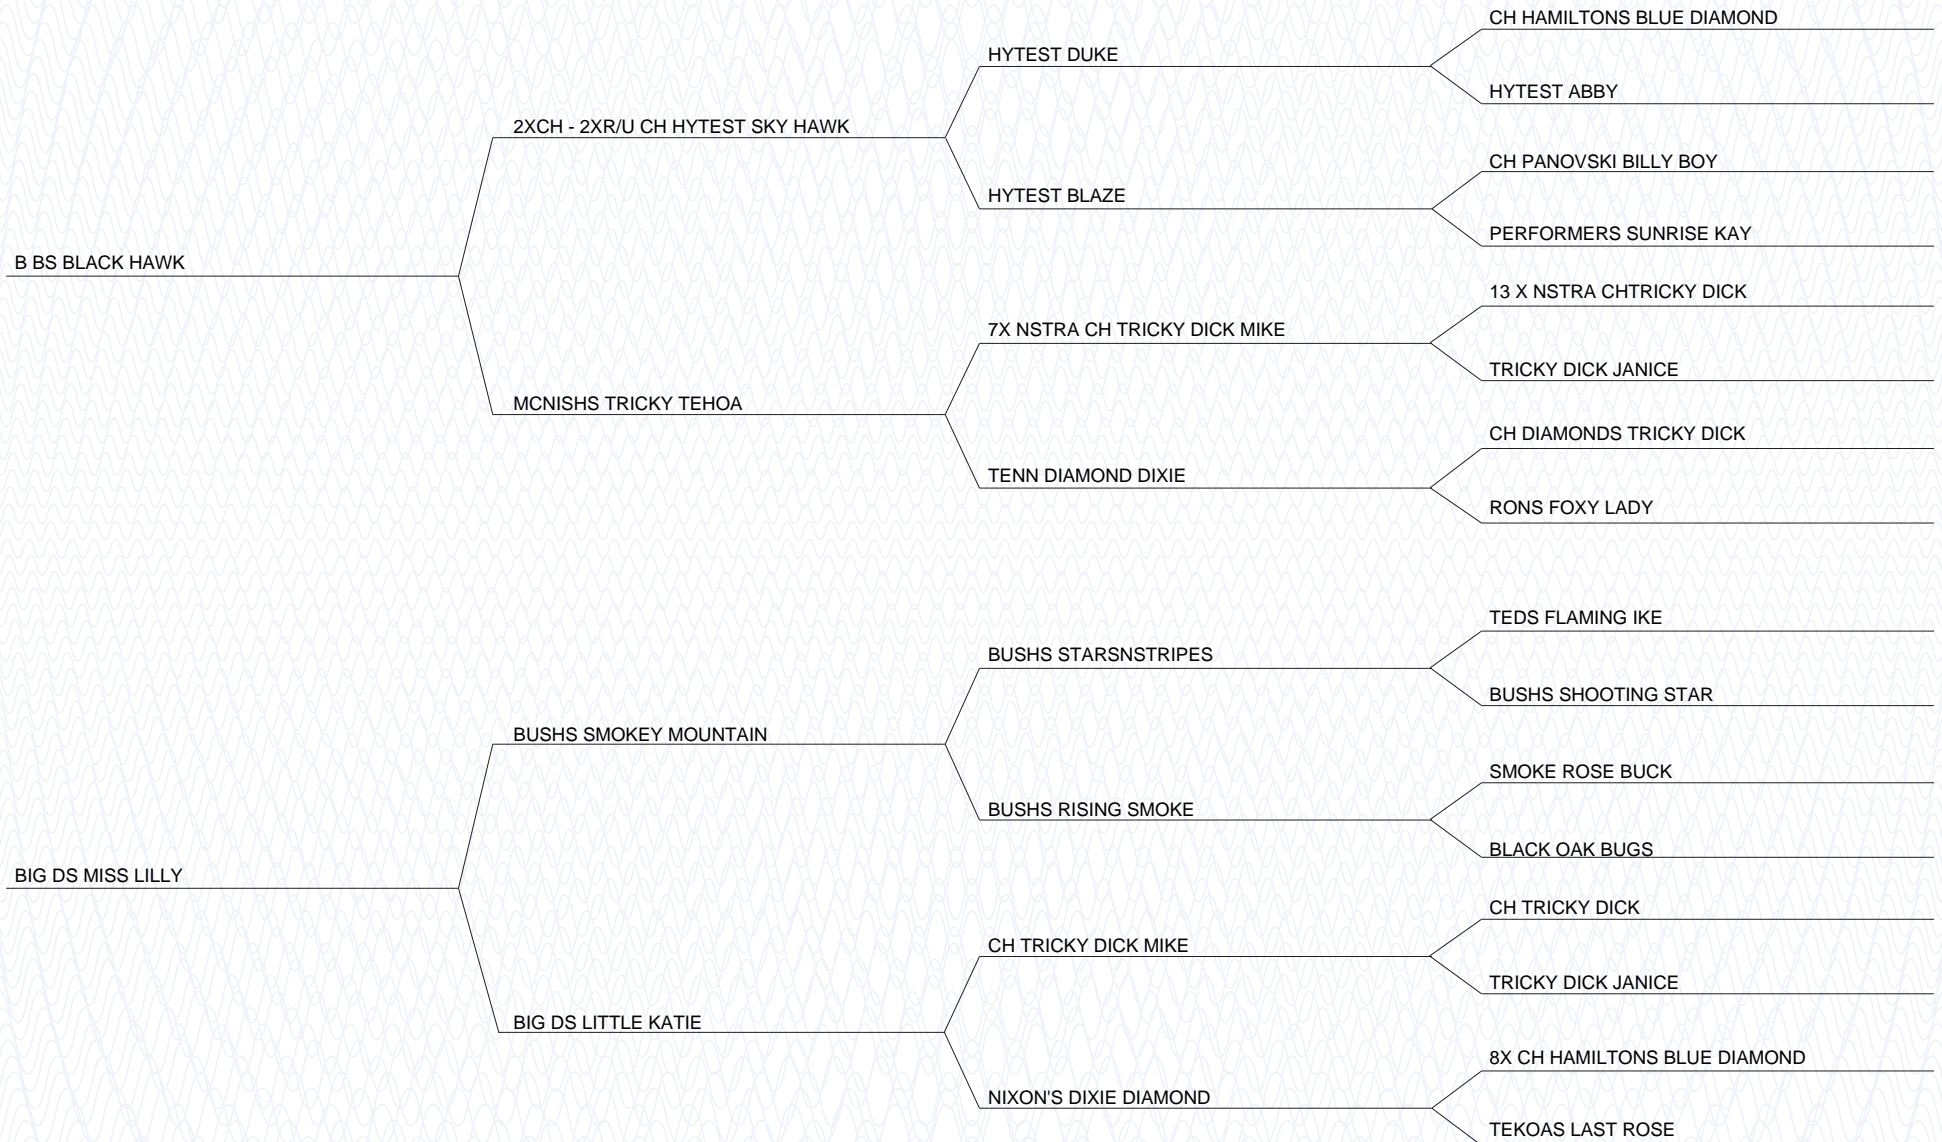 CH HAMILTONS BLUE DIAMOND
HYTEST DUKE
HYTEST ABBY
2XCH - 2XR/U CH HYTEST SKY HAWK
CH PANOVSKI BILLY BOY
HYTEST BLAZE
PERFORMERS SUNRISE KAY
B BS BLACK HAWK
13 X NSTRA CHTRICKY DICK
7X NSTRA CH TRICKY DICK MIKE
TRICKY DICK JANICE
MCNISHS TRICKY TEHOA
CH DIAMONDS TRICKY DICK
TENN DIAMOND DIXIE
RONS FOXY LADY
TEDS FLAMING IKE
BUSHS STARSNSTRIPES
BUSHS SHOOTING STAR
BUSHS SMOKEY MOUNTAIN
SMOKE ROSE BUCK
BUSHS RISING SMOKE
BLACK OAK BUGS
BIG DS MISS LILLY
CH TRICKY DICK
CH TRICKY DICK MIKE
TRICKY DICK JANICE
BIG DS LITTLE KATIE
8X CH HAMILTONS BLUE DIAMOND
NIXON'S DIXIE DIAMOND
TEKOAS LAST ROSE